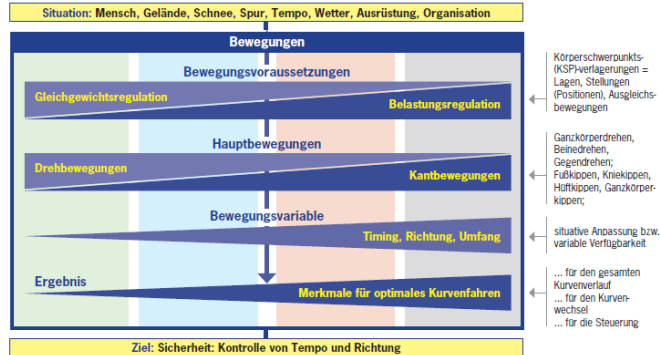 Situation: Mensch, Gelände, Schnee, Spur, Tempo, Wetter, Ausrüstung, Organisation
Bewegungen
Bewegungsvoraussetzungen
Gleichgewichtsregulation
Belastungsregulation
Körperschwerpunkts-
(KSP)-verlagerungen =
Lagen, Stellungen
(Positionen), Ausgleichs-
bewegungen
Hauptbewegungen
Drehbewegungen
Kantbewegungen
Ganzkörperdrehen,
Beinedrehen,
Gegendrehen;
Fußkippen, Kniekippen,
Hüftkippen, Ganzkörper-
kippen;
Bewegungsvariable
Timing, Richtung, Umfang
situative Anpassung bzw.
variable Verfügbarkeit
Ergebnis
Merkmale für optimales Kurvenfahren
... für den gesamten
Kurvenverlauf
... für den Kurven-
wechsel
... für die Steuerung
Ziel: Sicherheit: Kontrolle von Tempo und Richtung